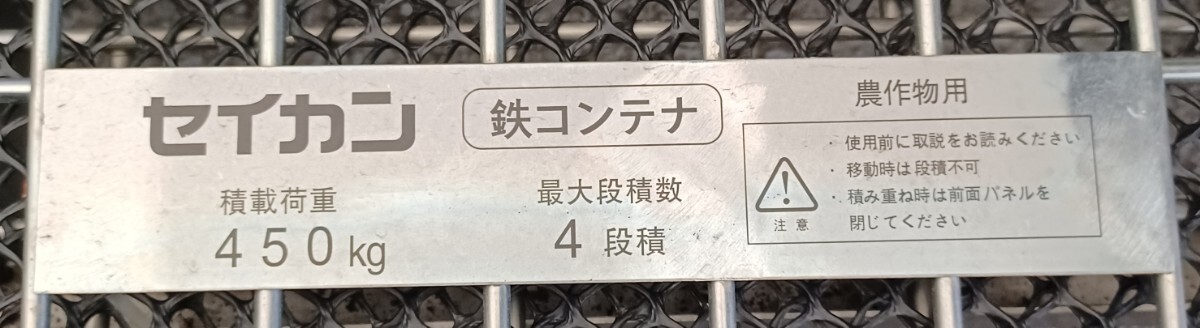 セイカン
鉄コンテナ
農作物用
積載荷重
450kg
最大段積数
4段積
注意
・使用前に取説をお読みください
・移動時は段積不可
・積み重ね時は前面パネルを
閉じてください